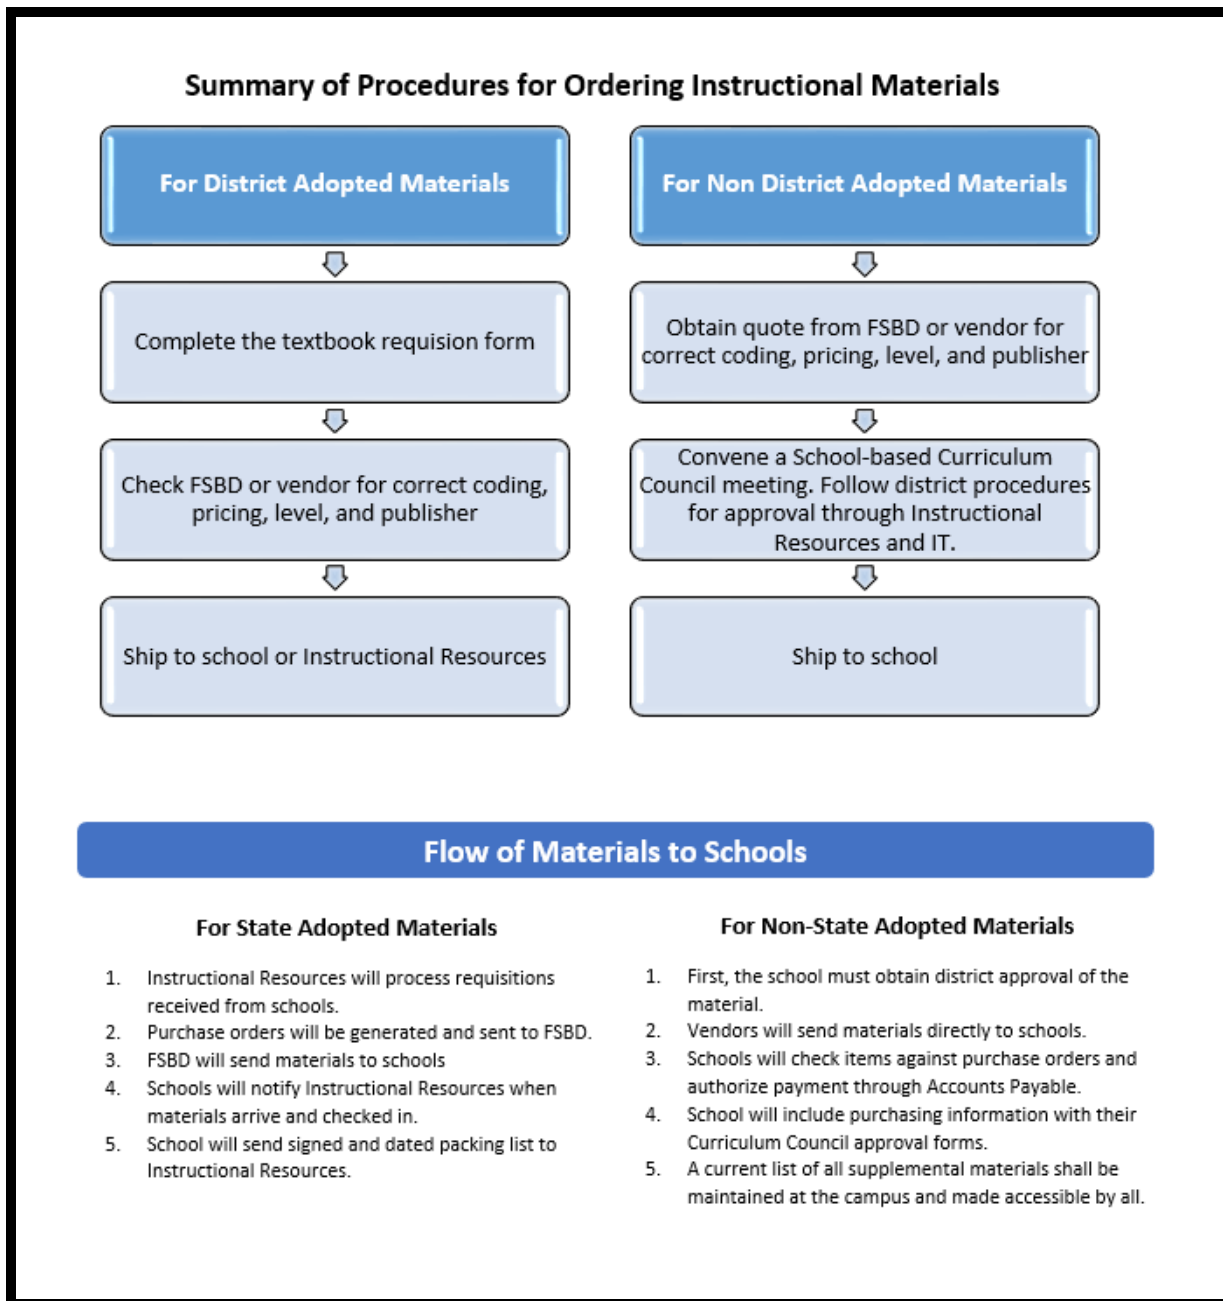 Summary of Procedures for Ordering Instructional Materials
For District Adopted Materials
Complete the textbook requision form
Check FSBD or vendor for correct coding,
pricing, level, and publisher
Ship to school or Instructional Resources
For Non District Adopted Materials
Obtain quote from FSBD or vendor for
correct coding, pricing, level, and publisher
Convene a School-based Curriculum
Council meeting. Follow district procedures
for approval through Instructional
Resources and IT.
Ship to school
Flow of Materials to Schools
For State Adopted Materials
1. Instructional Resources will process requisitions
received from schools.
2. Purchase orders will be generated and sent to FSBD.
3. FSBD will send materials to schools
4. Schools will notify Instructional Resources when
materials arrive and checked in.
5. School will send signed and dated packing list to
Instructional Resources.
For Non-State Adopted Materials
1. First, the school must obtain district approval of the
material.
2. Vendors will send materials directly to schools.
3. Schools will check items against purchase orders and
authorize payment through Accounts Payable.
4. School will include purchasing information with their
Curriculum Council approval forms.
5. A current list of all supplemental materials shall be
maintained at the campus and made accessible by all.